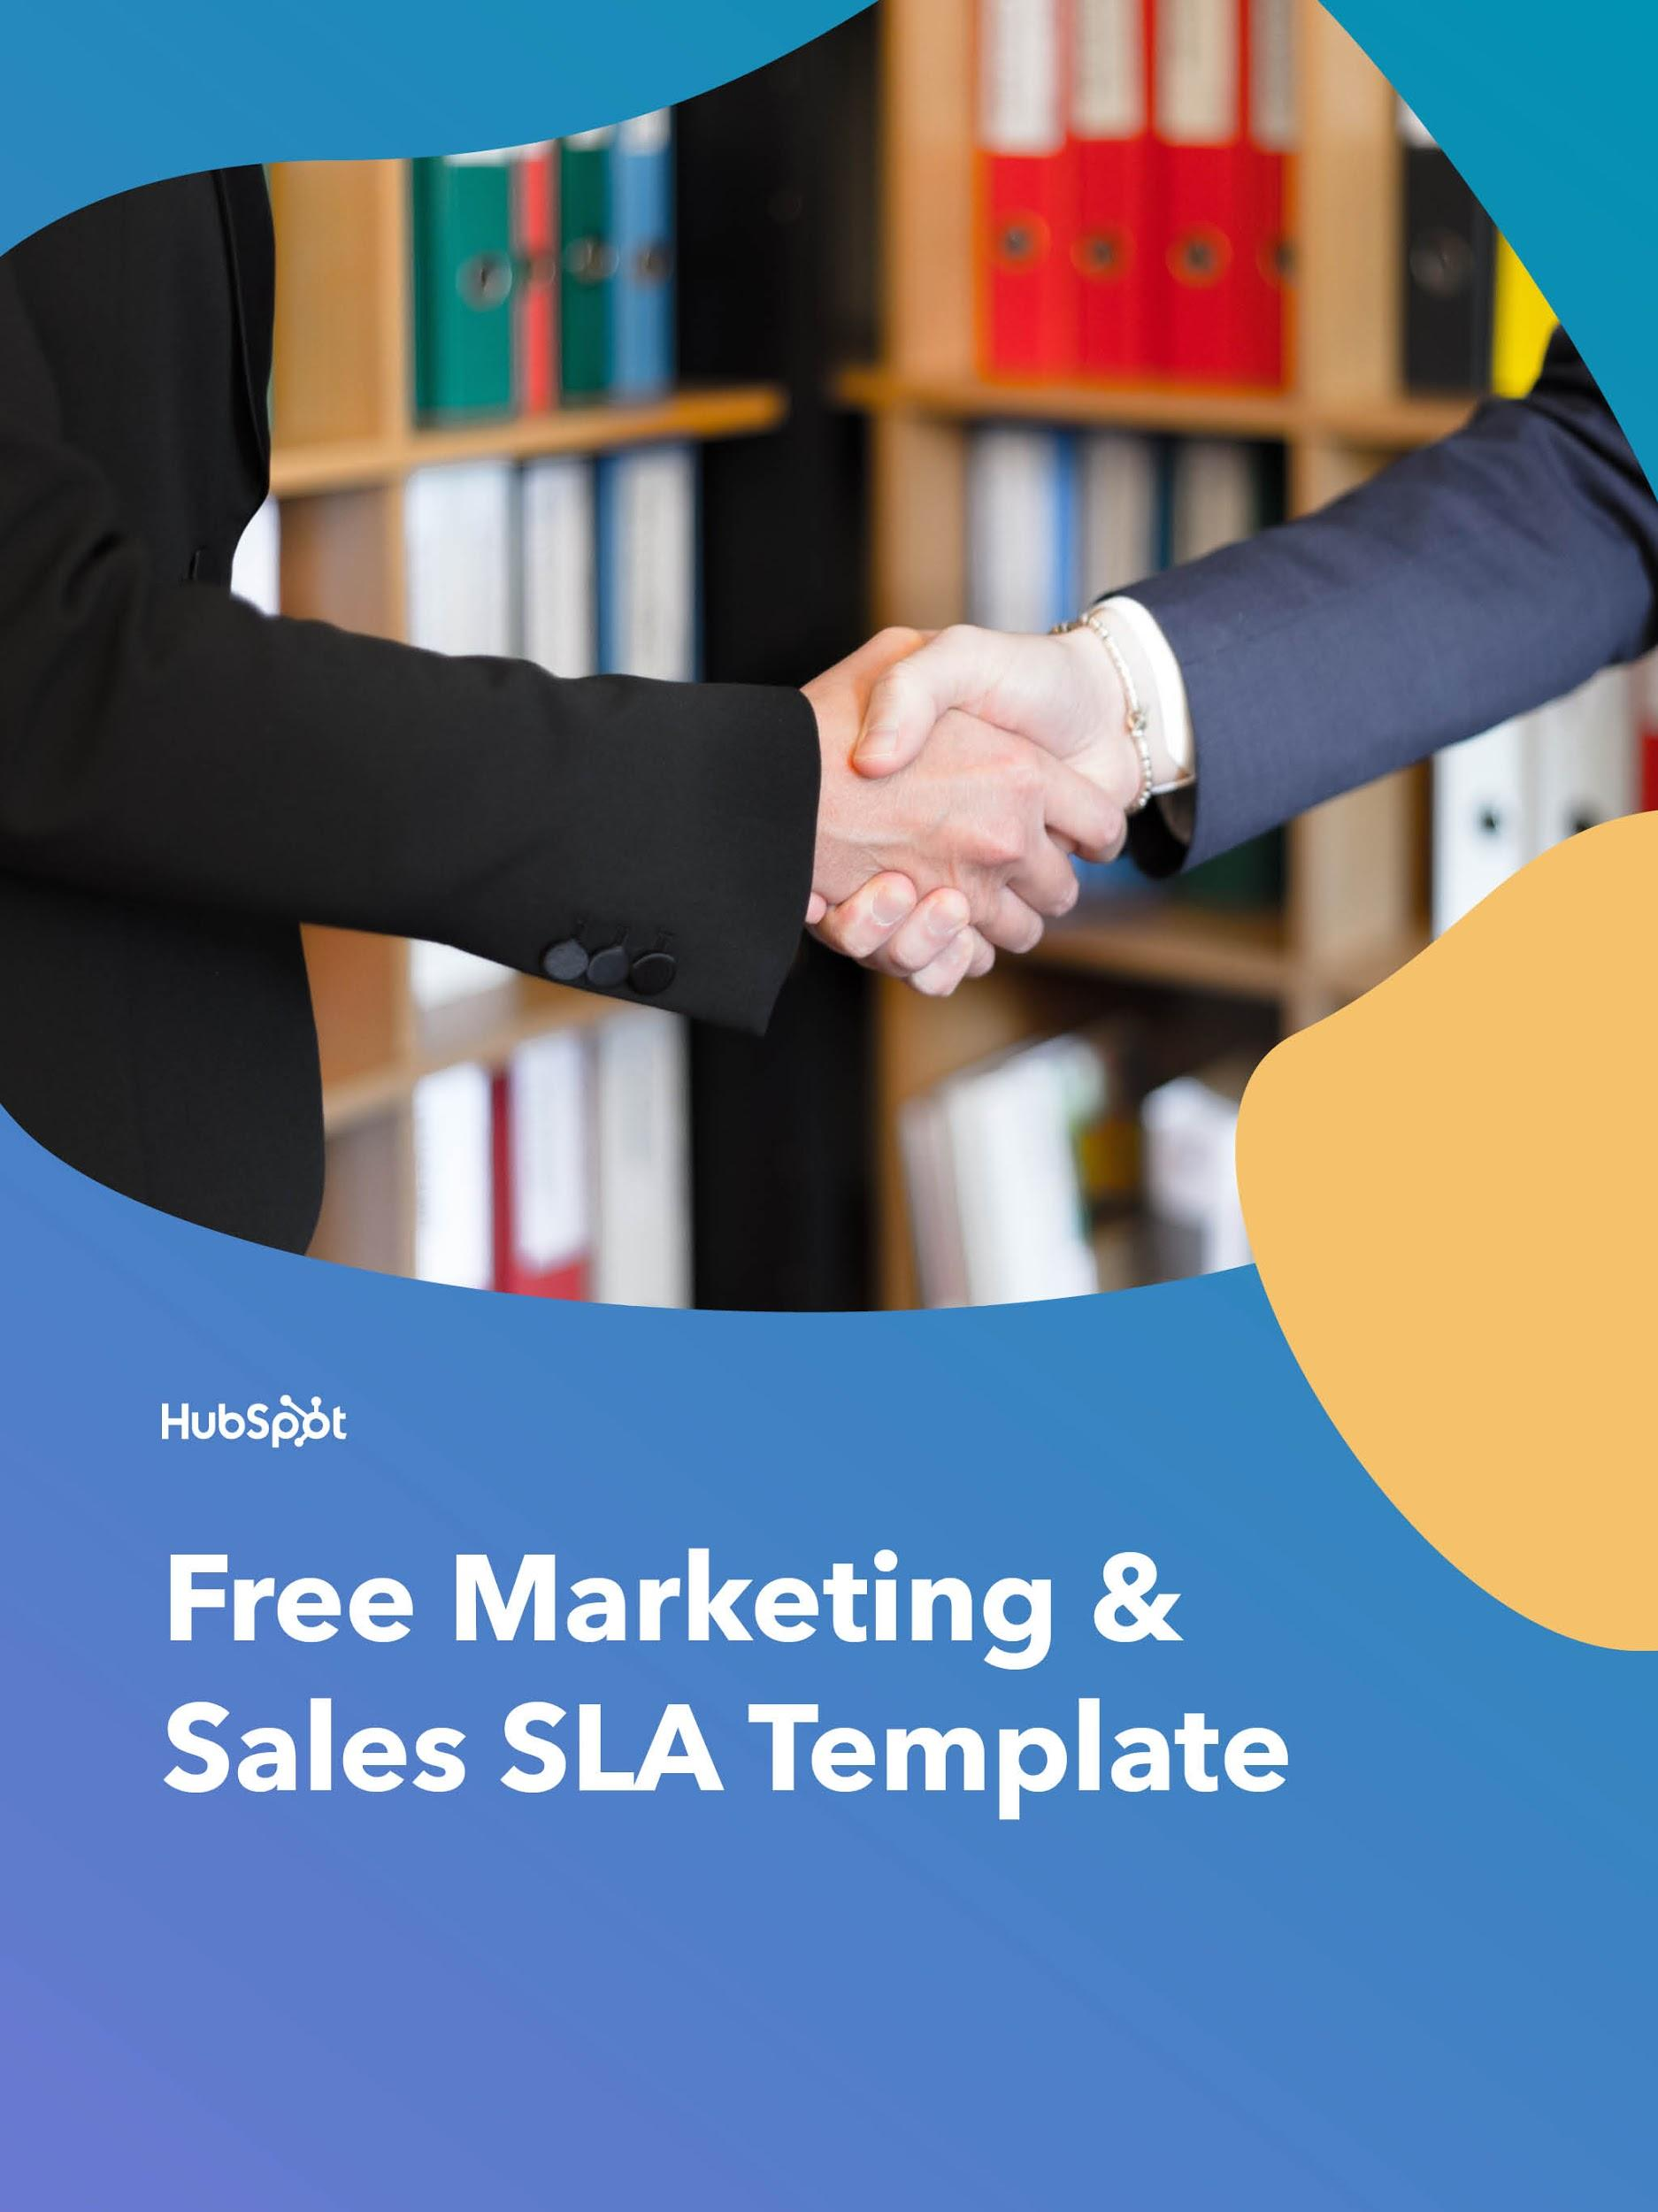 HubSpot
Free Marketing &
Sales SLA Template